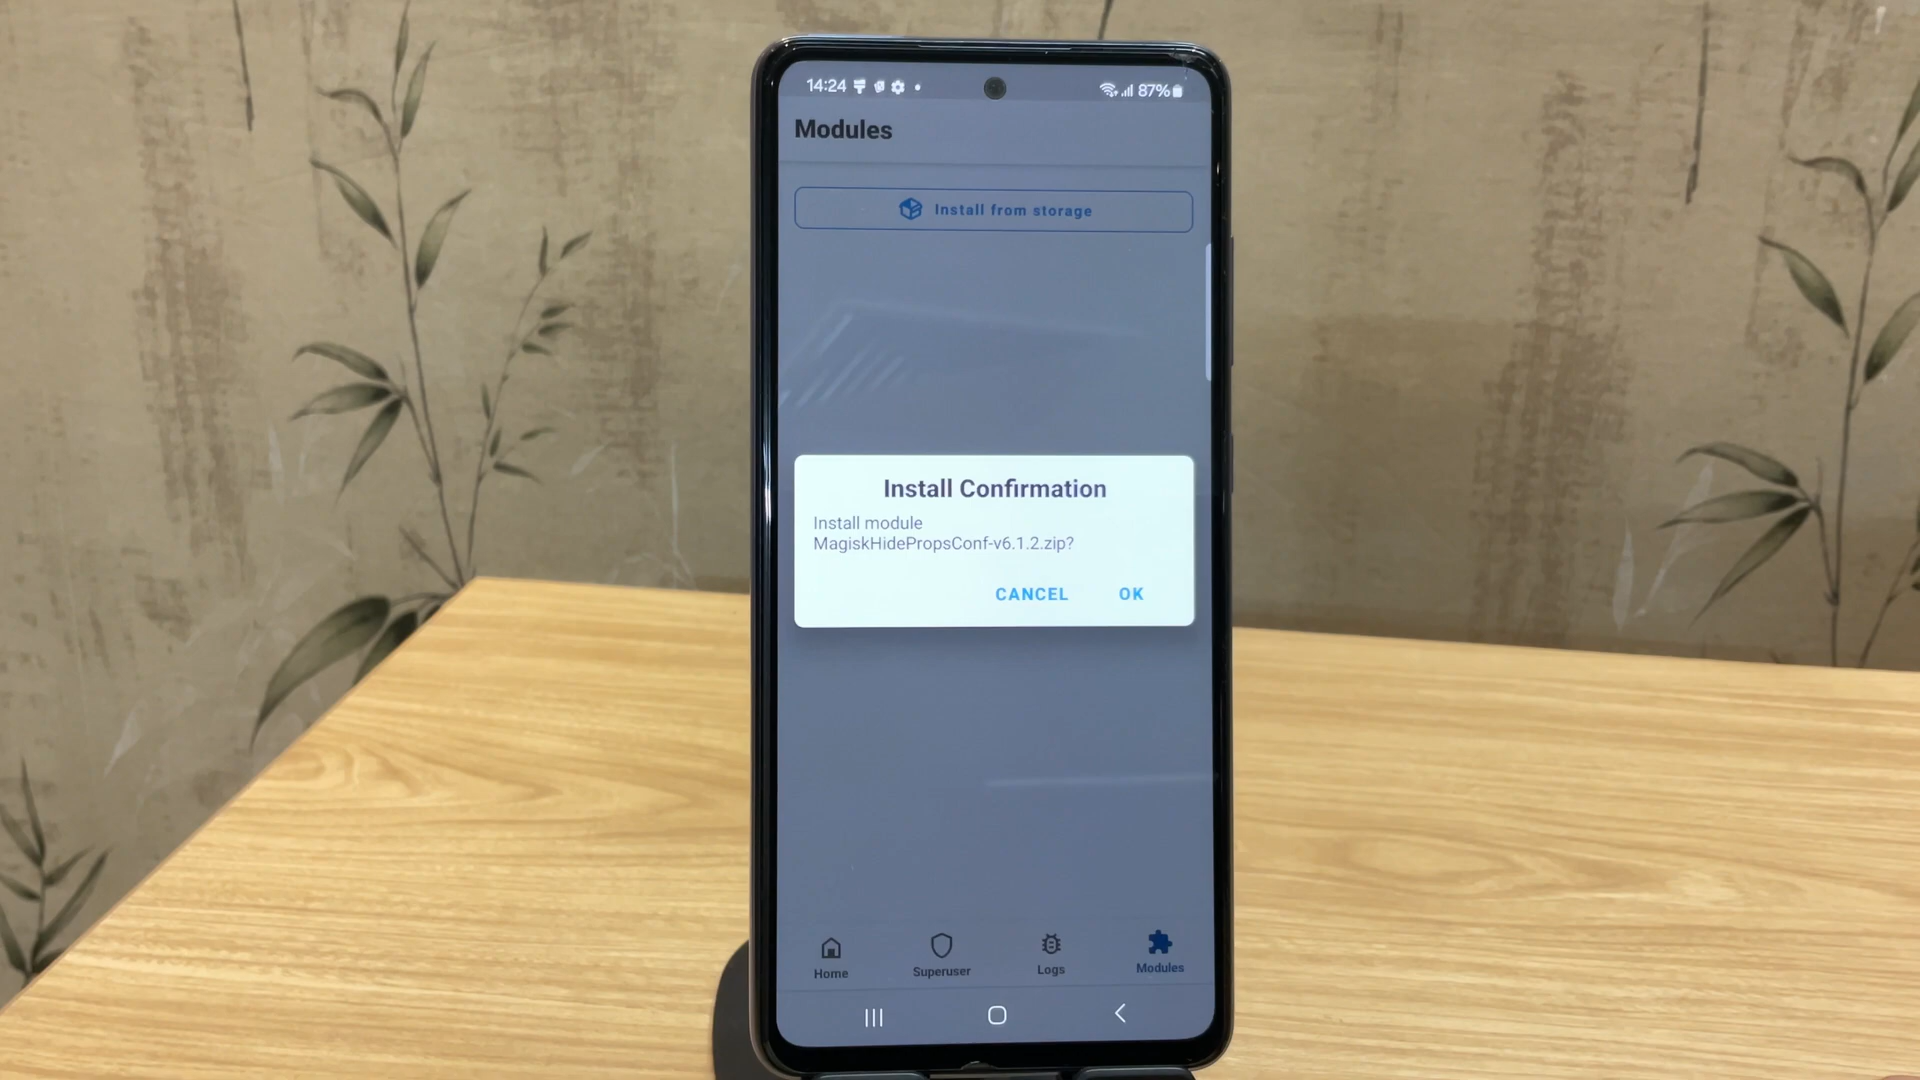 14:24
87%
Modules
Install from storage
Install Confirmation
Install module
MagiskHidePropsConf-v6.1.2.zip?
CANCEL OK
Home Superuser Logs Modules